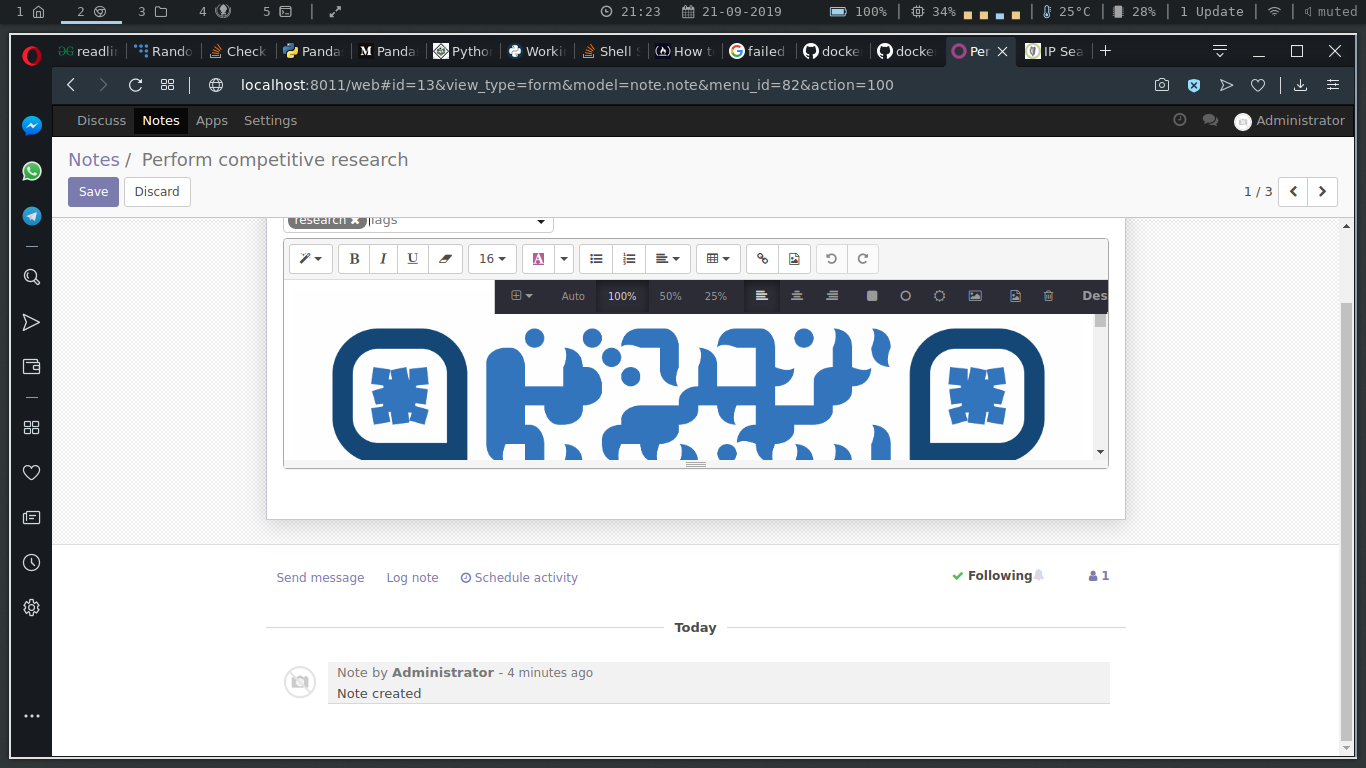 1 2 3 4 5 21:23 21-09-2019 100% 34% 25°C 28% 1 Update muted
readli Rando Check Panda Panda Pytho Worki Shell S How t failed docke docke Per IP Sea
localhost:8011/web#id=13&view_type=form&model=note.note&menu_id=82&action=100
Discuss Notes Apps Settings Administrator
Notes / Perform competitive research
Save Discard 1 / 3
research Tags
B I U 16 A
Auto 100% 50% 25% Des
Send message Log note Schedule activity Following 1
Today
Note by Administrator - 4 minutes ago
Note created